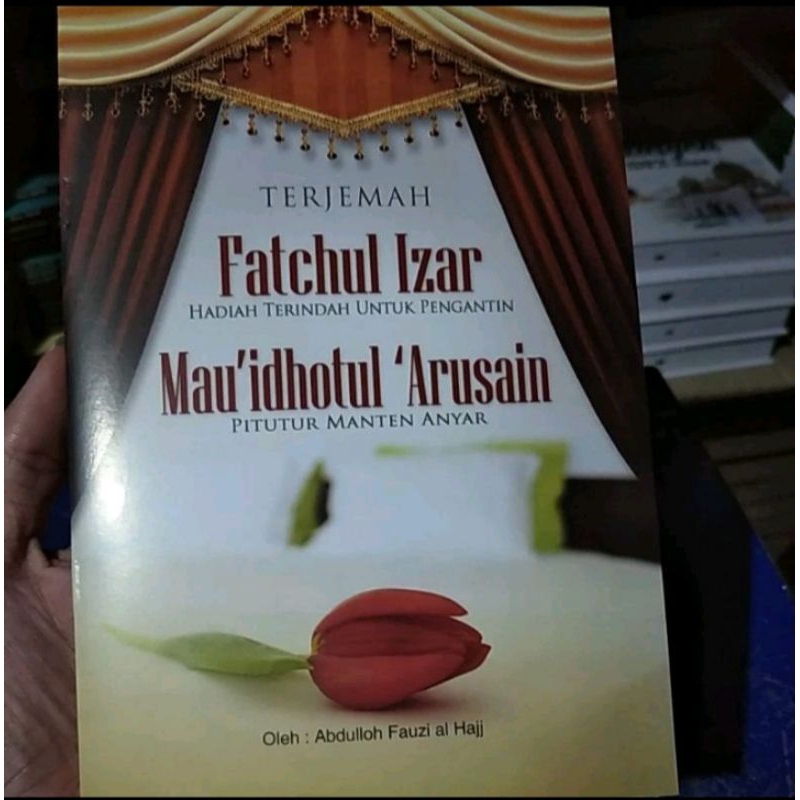 TERJEMAH
Fatchul Izar
HADIAH TERINDAH UNTUK PENGANTIN
Mau'idhotul 'Arusain
PITUTUR MANTEN ANYAR
Oleh : Abdulloh Fauzi al Hajj